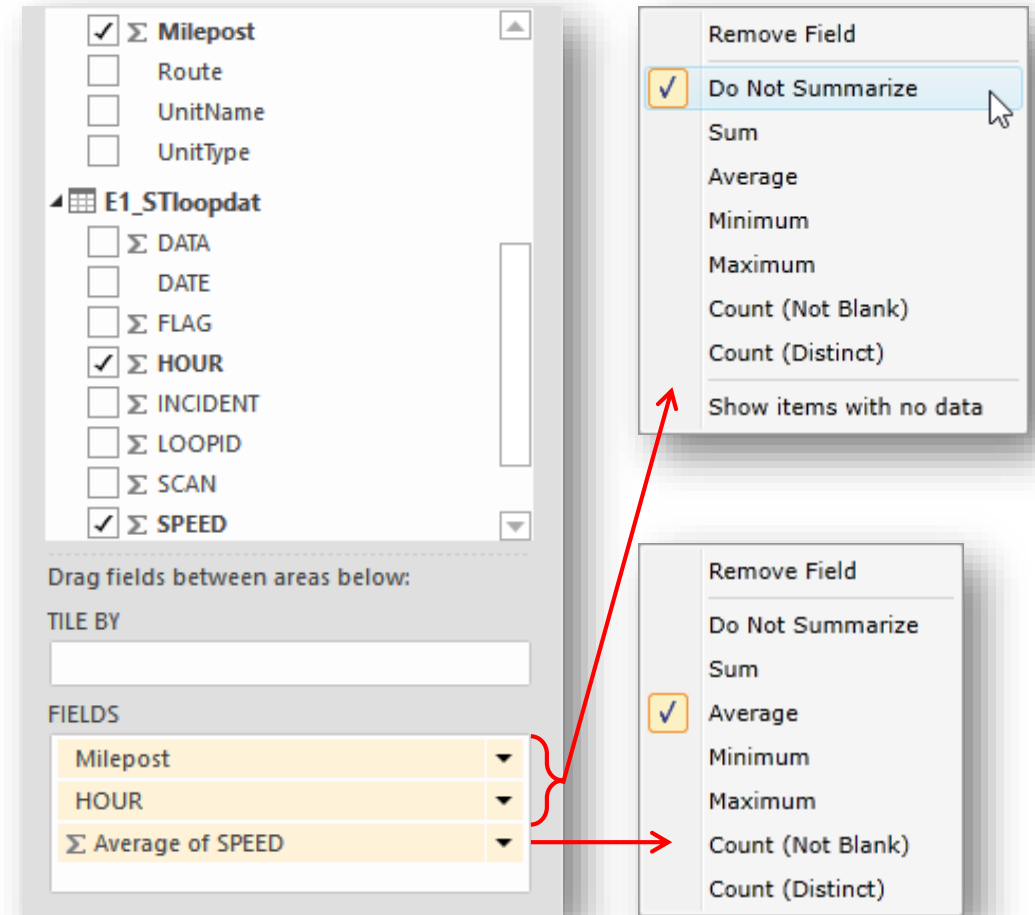 Σ Milepost
Route
UnitName
UnitType
E1_STloopdat
Σ DATA
DATE
Σ FLAG
Σ HOUR
Σ INCIDENT
Σ LOOPID
Σ SCAN
Σ SPEED
Drag fields between areas below:
TILE BY
FIELDS
Milepost
HOUR
Σ Average of SPEED
Remove Field
Do Not Summarize
Sum
Average
Minimum
Maximum
Count (Not Blank)
Count (Distinct)
Show items with no data
Remove Field
Do Not Summarize
Sum
Average
Minimum
Maximum
Count (Not Blank)
Count (Distinct)